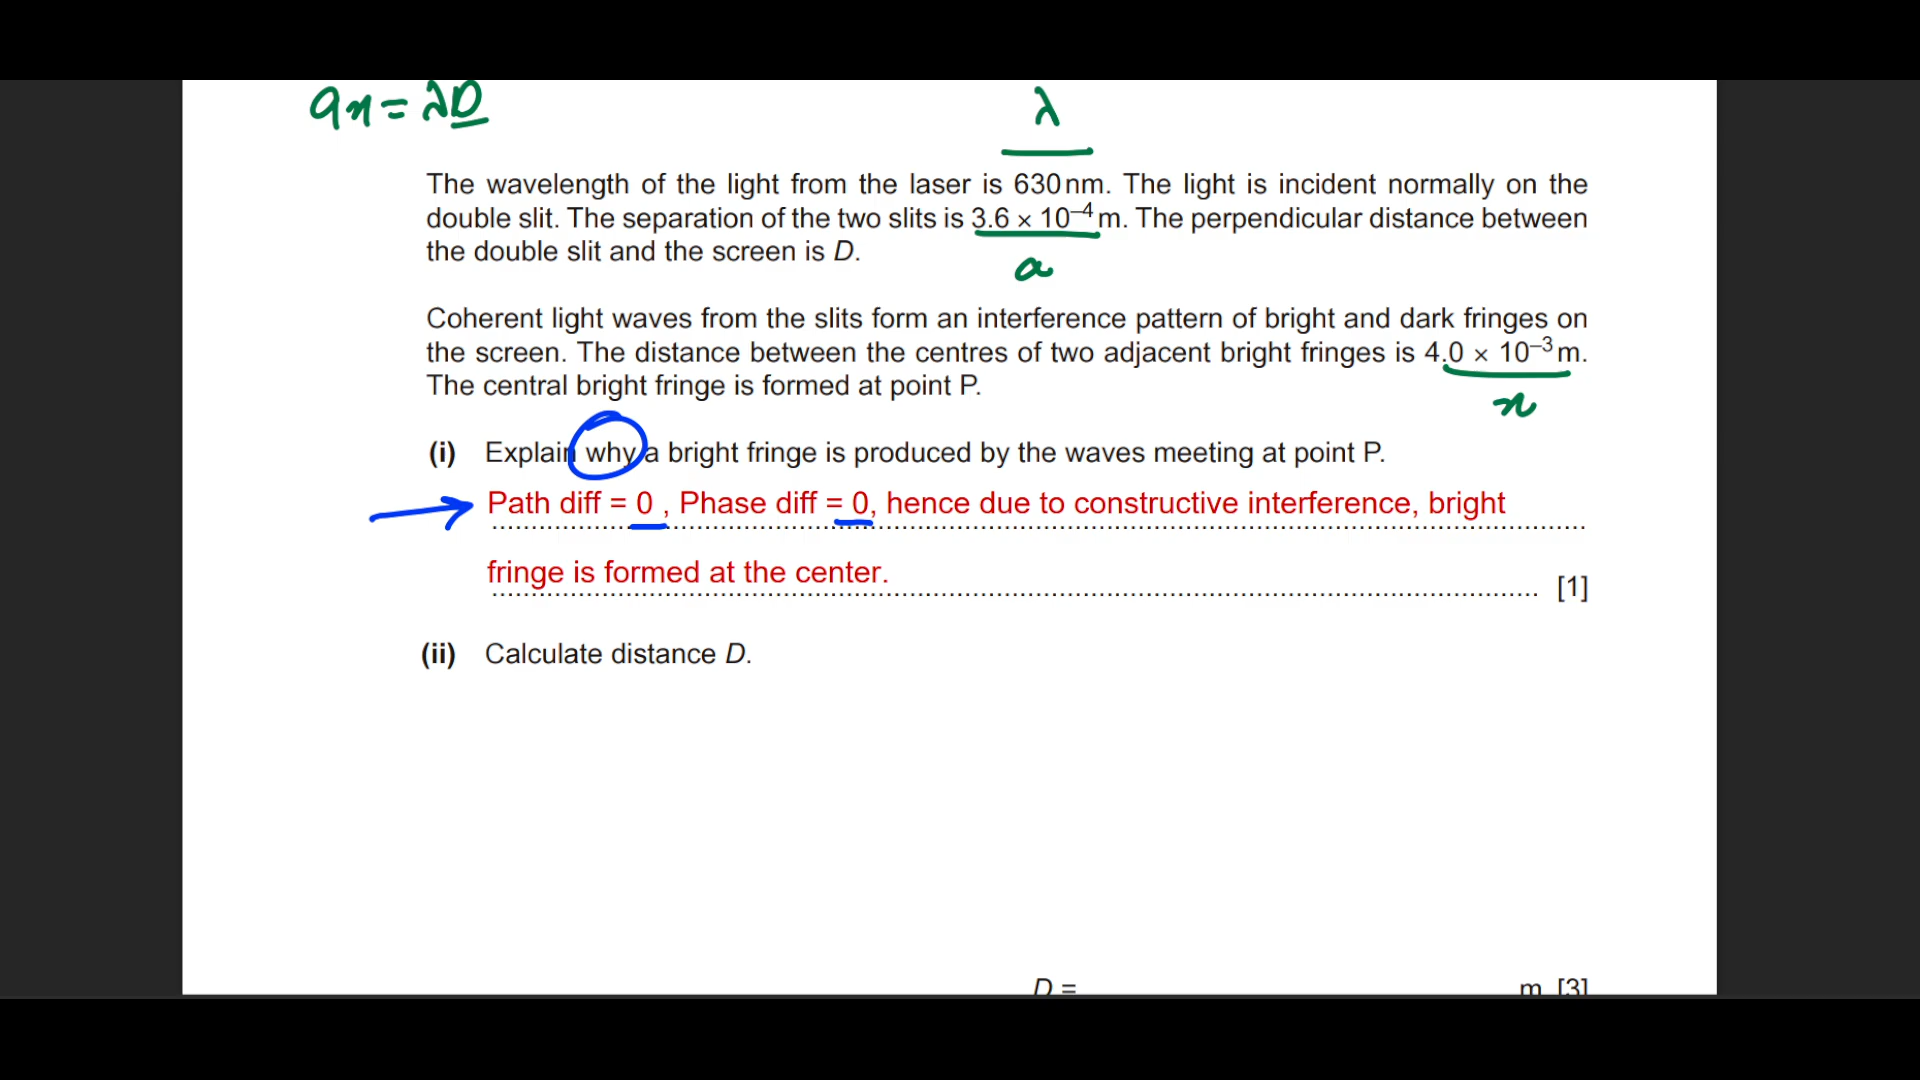 ax = λD
λ
The wavelength of the light from the laser is 630 nm. The light is incident normally on the
double slit. The separation of the two slits is 3.6 × 10⁻⁴ m. The perpendicular distance between
the double slit and the screen is D.
a
Coherent light waves from the slits form an interference pattern of bright and dark fringes on
the screen. The distance between the centres of two adjacent bright fringes is 4.0 × 10⁻³ m.
The central bright fringe is formed at point P.
x
(i) Explain why a bright fringe is produced by the waves meeting at point P.
Path diff = 0 , Phase diff = 0, hence due to constructive interference, bright
fringe is formed at the center.
[1]
(ii) Calculate distance D.
D = m [3]